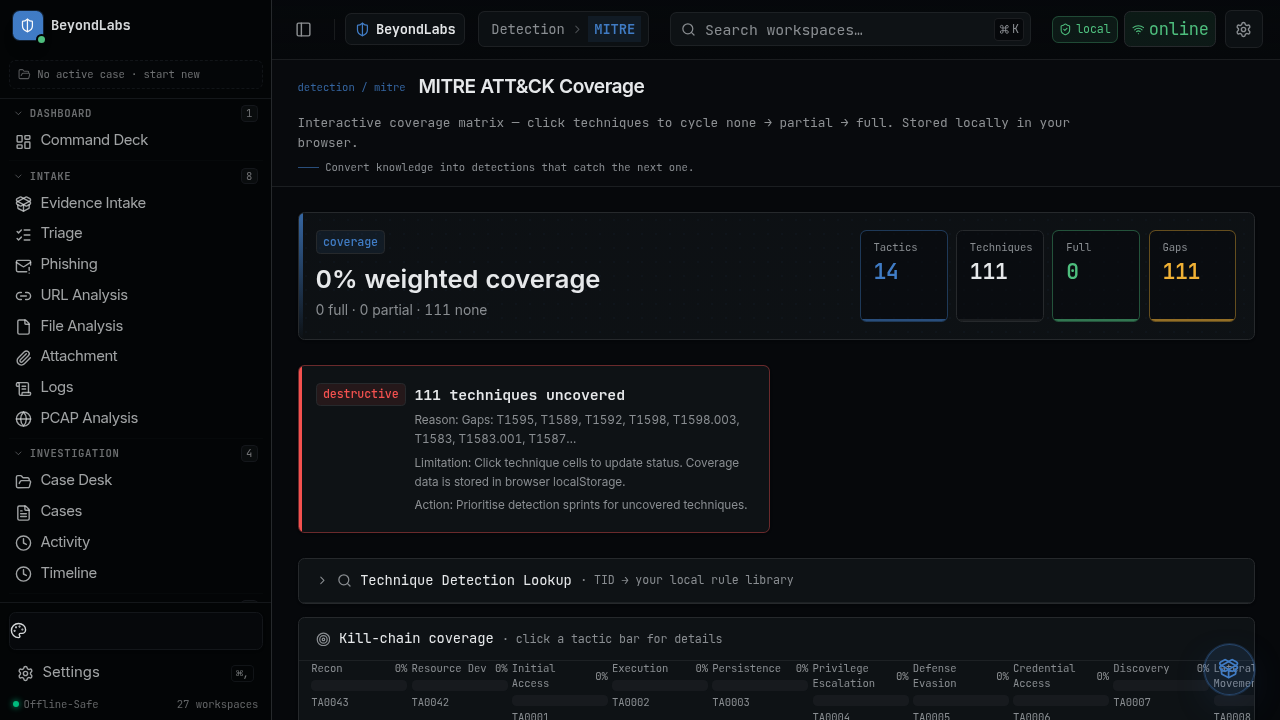 BeyondLabs
No active case · start new
DASHBOARD 1
Command Deck
INTAKE 8
Evidence Intake
Triage
Phishing
URL Analysis
File Analysis
Attachment
Logs
PCAP Analysis
INVESTIGATION 4
Case Desk
Cases
Activity
Timeline
Settings ⌘,
Offline-Safe 27 workspaces
BeyondLabs Detection > MITRE Search workspaces… ⌘K local online
detection / mitre MITRE ATT&CK Coverage
Interactive coverage matrix — click techniques to cycle none → partial → full. Stored locally in your
browser.
Convert knowledge into detections that catch the next one.
coverage
0% weighted coverage
0 full · 0 partial · 111 none
Tactics
14
Techniques
111
Full
0
Gaps
111
destructive 111 techniques uncovered
Reason: Gaps: T1595, T1589, T1592, T1598, T1598.003,
T1583, T1583.001, T1587…
Limitation: Click technique cells to update status. Coverage
data is stored in browser localStorage.
Action: Prioritise detection sprints for uncovered techniques.
Technique Detection Lookup · TID → your local rule library
Kill-chain coverage · click a tactic bar for details
Recon 0%
TA0043
Resource Dev 0%
TA0042
Initial
Access 0%
TA0001
Execution 0%
TA0002
Persistence 0%
TA0003
Privilege
Escalation 0%
TA0004
Defense
Evasion 0%
TA0005
Credential
Access 0%
TA0006
Discovery 0%
TA0007
TA0008